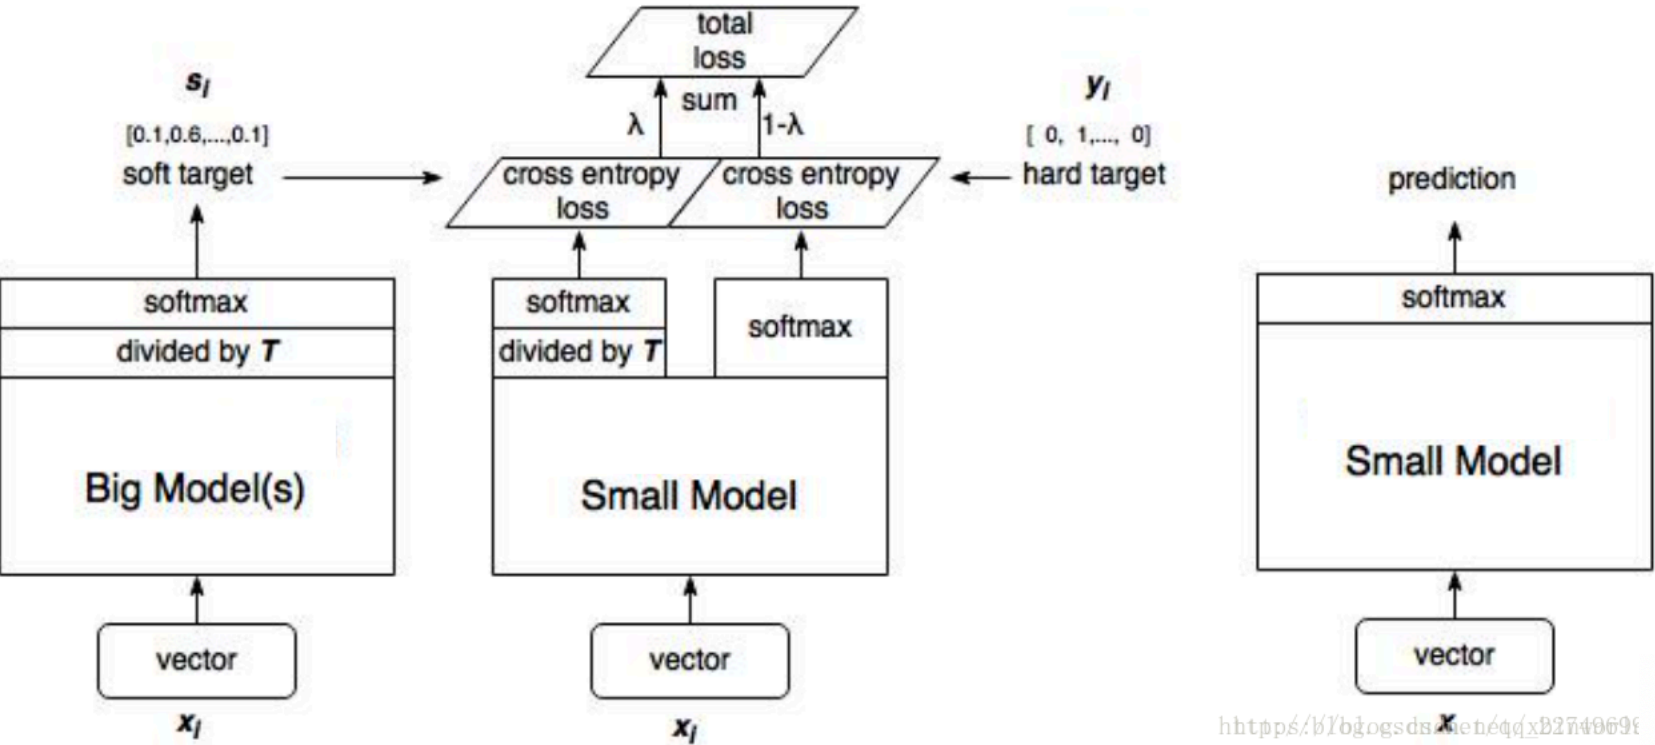 total
loss
s_i
sum
y_i
λ
1-λ
[0.1,0.6,...,0.1]
[ 0, 1,..., 0]
soft target
cross entropy
loss
cross entropy
loss
hard target
prediction
softmax
divided by T
softmax
divided by T
softmax
softmax
Big Model(s)
Small Model
Small Model
vector
vector
vector
x_i
x_i
x